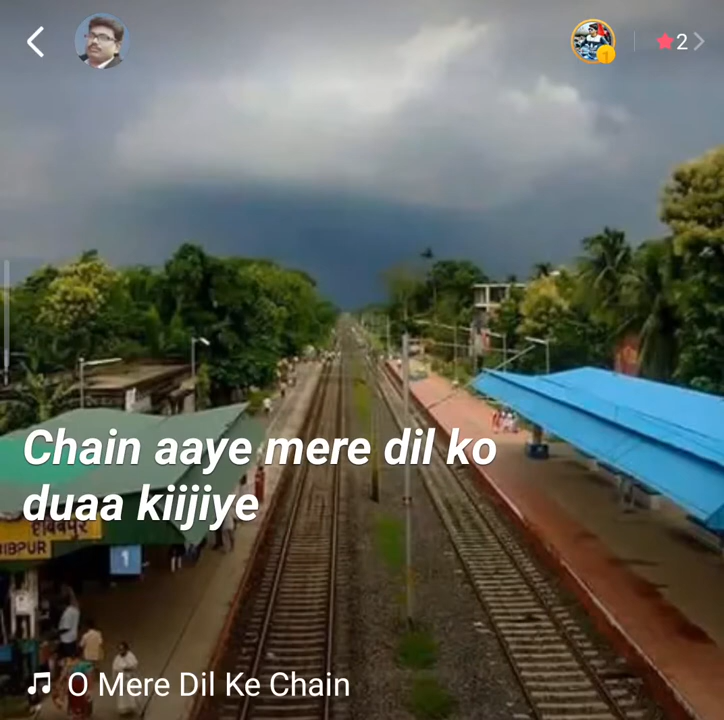 2
Chain aaye mere dil ko
duaa kiijiye
IBPUR
1
O Mere Dil Ke Chain